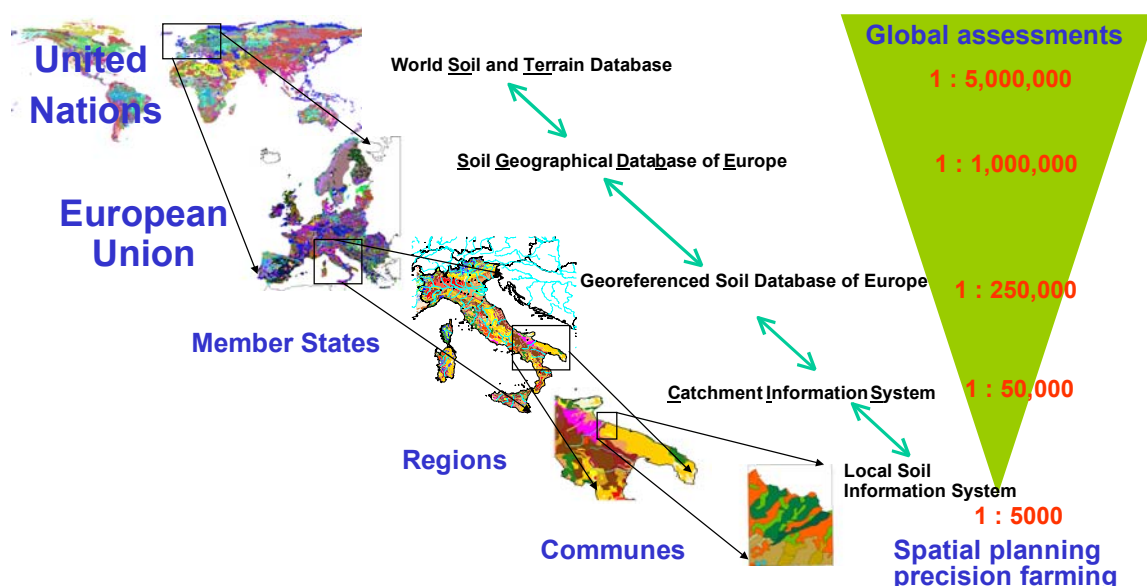 United
Nations
World Soil and Terrain Database
Global assessments
1 : 5,000,000
Soil Geographical Database of Europe
1 : 1,000,000
European
Union
Georeferenced Soil Database of Europe
1 : 250,000
Member States
Catchment Information System
1 : 50,000
Regions
Local Soil
Information System
1 : 5000
Communes
Spatial planning
precision farming